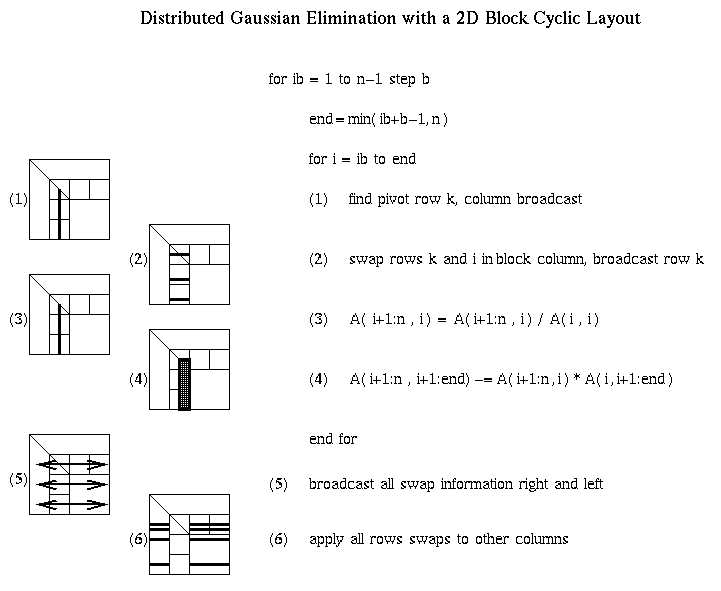 Distributed Gaussian Elimination with a 2D Block Cyclic Layout
for ib = 1 to n−1 step b
end = min( ib+b−1, n )
for i = ib to end
(1) (1) find pivot row k, column broadcast
(2) (2) swap rows k and i in block column, broadcast row k
(3) (3) A( i+1:n , i ) = A( i+1:n , i ) / A( i , i )
(4) (4) A( i+1:n , i+1:end ) −= A( i+1:n , i ) * A( i , i+1:end )
end for
(5) (5) broadcast all swap information right and left
(6) (6) apply all rows swaps to other columns